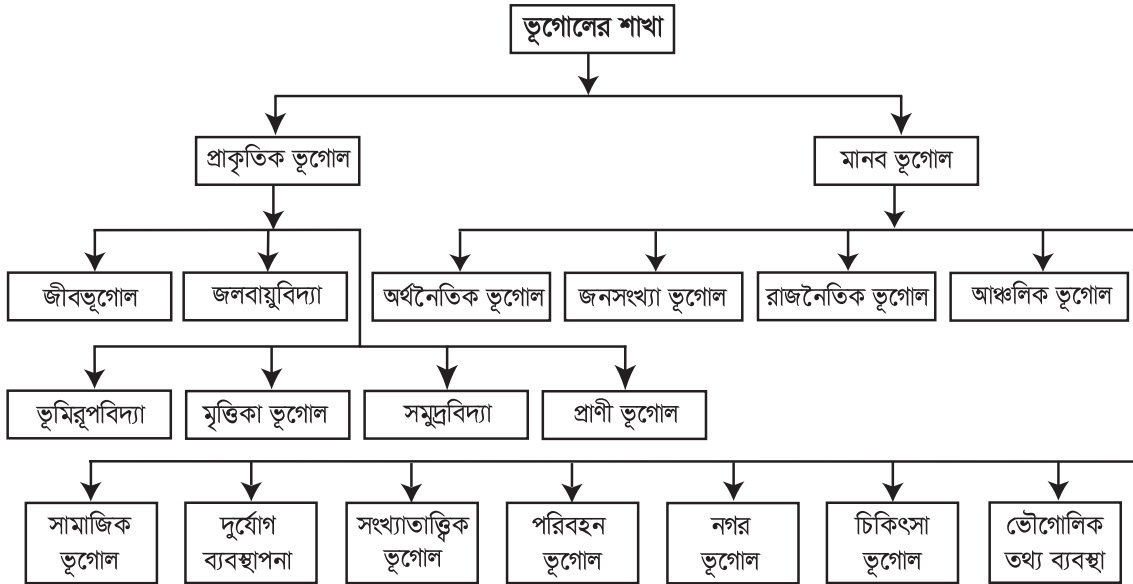 ভূগোলের শাখা
প্রাকৃতিক ভূগোল
মানব ভূগোল
জীবভূগোল
জলবায়ুবিদ্যা
অর্থনৈতিক ভূগোল
জনসংখ্যা ভূগোল
রাজনৈতিক ভূগোল
আঞ্চলিক ভূগোল
ভূমিরূপবিদ্যা
মৃত্তিকা ভূগোল
সমুদ্রবিদ্যা
প্রাণী ভূগোল
সামাজিক
ভূগোল
দুর্যোগ
ব্যবস্থাপনা
সংখ্যাতাত্ত্বিক
ভূগোল
পরিবহন
ভূগোল
নগর
ভূগোল
চিকিৎসা
ভূগোল
ভৌগোলিক
তথ্য ব্যবস্থা